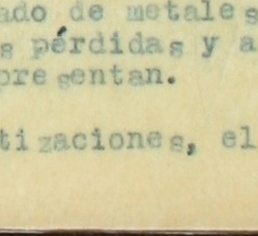 ado de metales
s pérdidas y a
presentan.
tizaciones, el